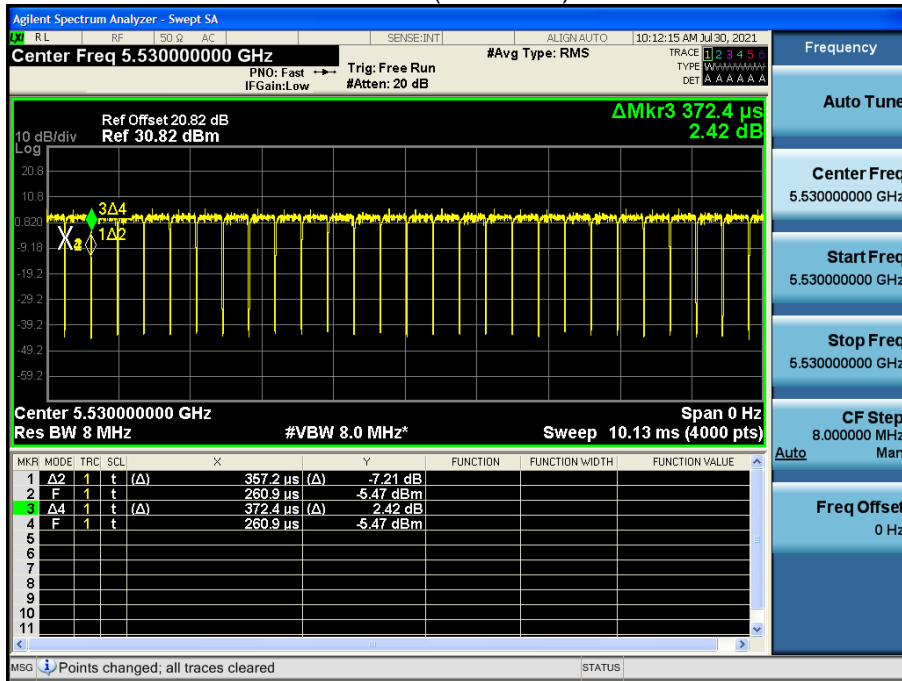 Agilent Spectrum Analyzer - Swept SA
LXI RL RF 50 Ω AC SENSE:INT ALIGN AUTO 10:12:15 AM Jul 30, 2021
Center Freq 5.530000000 GHz #Avg Type: RMS TRACE 1 2 3 4 5 6
PNO: Fast Trig: Free Run TYPE WWWWWW
IFGain:Low #Atten: 20 dB DET A A A A A A
Ref Offset 20.82 dB ΔMkr3 372.4 µs
10 dB/div Ref 30.82 dBm 2.42 dB
Log
20.8
10.8
0.820
-9.18
-19.2
-29.2
-39.2
-49.2
-59.2
3Δ4
1Δ2
X
Center 5.530000000 GHz Span 0 Hz
Res BW 8 MHz #VBW 8.0 MHz* Sweep 10.13 ms (4000 pts)
MKR MODE TRC SCL X Y FUNCTION FUNCTION WIDTH FUNCTION VALUE
1 Δ2 1 t (Δ) 357.2 µs (Δ) -7.21 dB
2 F 1 t 260.9 µs -5.47 dBm
3 Δ4 1 t (Δ) 372.4 µs (Δ) 2.42 dB
4 F 1 t 260.9 µs -5.47 dBm
5
6
7
8
9
10
11
MSG Points changed; all traces cleared STATUS
Frequency
Auto Tune
Center Freq
5.530000000 GHz
Start Freq
5.530000000 GHz
Stop Freq
5.530000000 GHz
CF Step
8.000000 MHz
Auto Man
Freq Offset
0 Hz